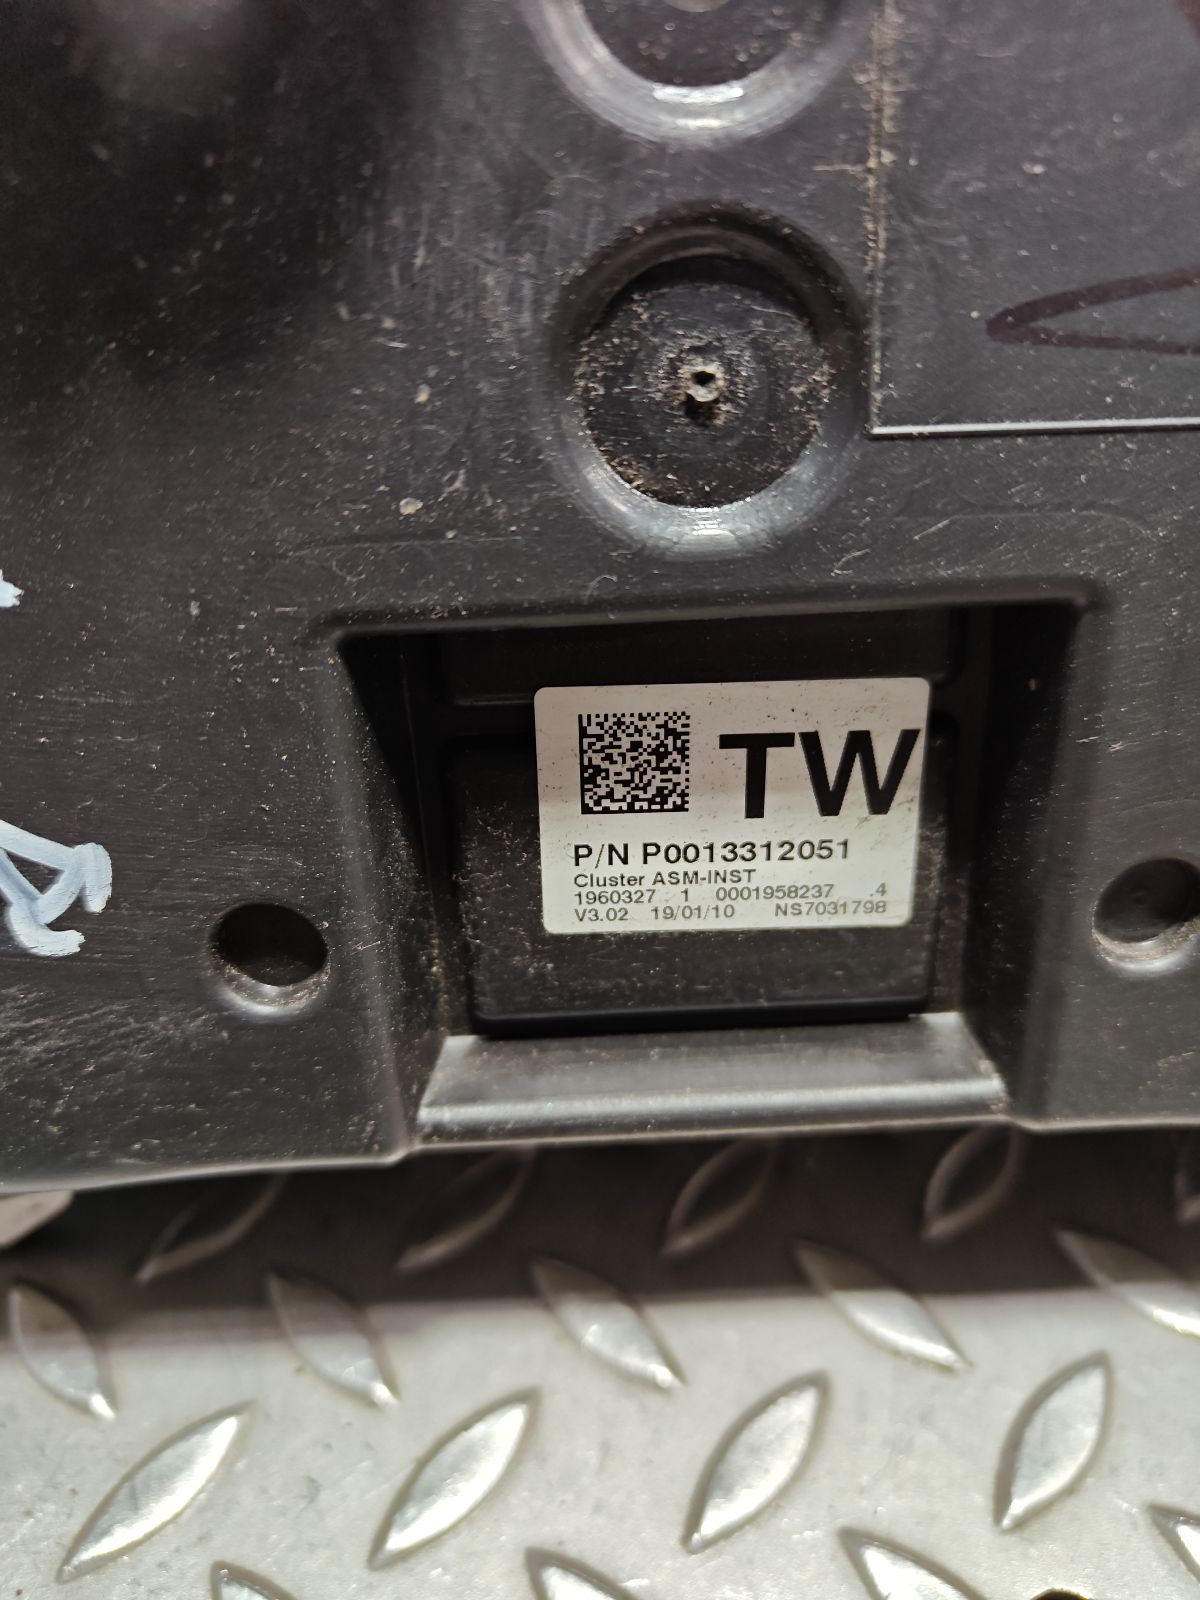 TW
P/N P0013312051
Cluster ASM-INST
1960327 1 0001958237 .4
V3.02 19/01/10 NS7031798